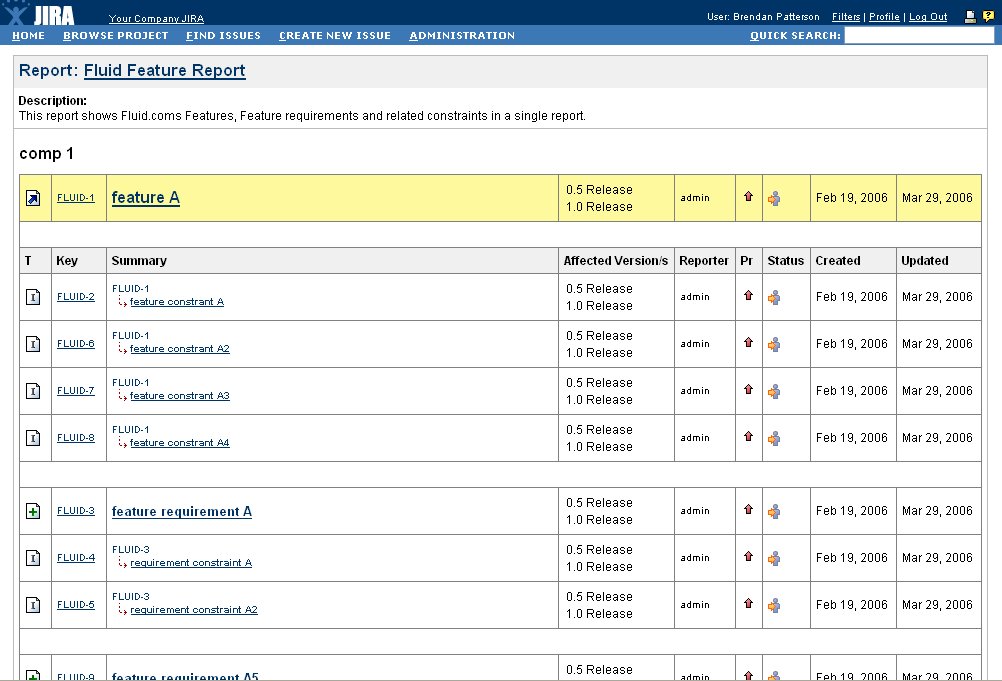 JIRA Your Company JIRA User: Brendan Patterson Filters | Profile | Log Out
HOME BROWSE PROJECT FIND ISSUES CREATE NEW ISSUE ADMINISTRATION QUICK SEARCH:
Report: Fluid Feature Report
Description:
This report shows Fluid.coms Features, Feature requirements and related constraints in a single report.
comp 1
FLUID-1 feature A 0.5 Release admin Feb 19, 2006 Mar 29, 2006
1.0 Release
T Key Summary Affected Version/s Reporter Pr Status Created Updated
FLUID-1 0.5 Release
FLUID-2 feature constrant A 1.0 Release admin Feb 19, 2006 Mar 29, 2006
FLUID-1 0.5 Release
FLUID-6 feature constrant A2 1.0 Release admin Feb 19, 2006 Mar 29, 2006
FLUID-1 0.5 Release
FLUID-7 feature constrant A3 1.0 Release admin Feb 19, 2006 Mar 29, 2006
FLUID-1 0.5 Release
FLUID-8 feature constrant A4 1.0 Release admin Feb 19, 2006 Mar 29, 2006
FLUID-3 feature requirement A 0.5 Release admin Feb 19, 2006 Mar 29, 2006
1.0 Release
FLUID-3 0.5 Release
FLUID-4 requirement constraint A 1.0 Release admin Feb 19, 2006 Mar 29, 2006
FLUID-3 0.5 Release
FLUID-5 requirement constraint A2 1.0 Release admin Feb 19, 2006 Mar 29, 2006
0.5 Release
FLUID-9 feature requirement A5 admin Feb 19, 2006 Mar 29, 2006